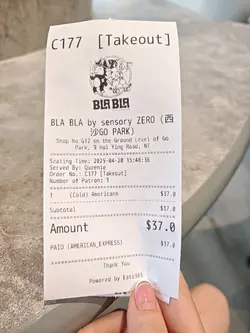 C177 [Takeout]
BLA BLA
BLA BLA by sensory ZERO (西
沙GO PARK)
Shop No G12 on the Ground Level of Go
Park, 9 Hoi Ying Road, NT
Seating Time: 2025-04-20 15:48:36
Served By: Queenie
Order No.: C177 [Takeout]
Number of Patron: 1
1 (Cold) Americano $37.0
Subtotal $37.0
Amount $37.0
PAID (AMERICAN_EXPRESS) $37.0
Thank You
Powered by Eats365